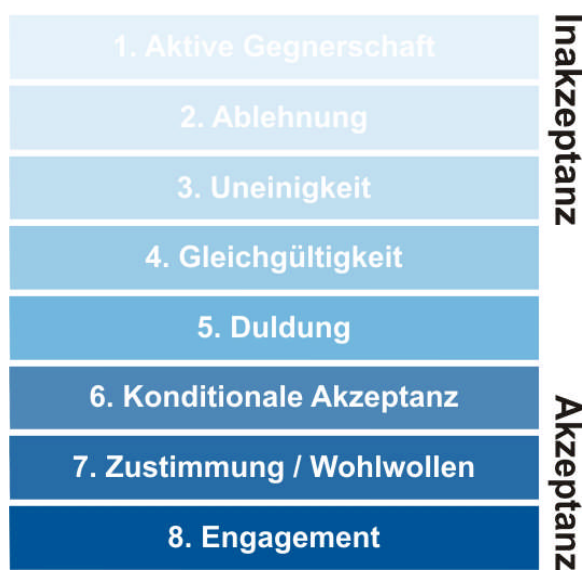 1. Aktive Gegnerschaft
2. Ablehnung
3. Uneinigkeit
4. Gleichgültigkeit
5. Duldung
6. Konditionale Akzeptanz
7. Zustimmung / Wohlwollen
8. Engagement
Inakzeptanz
Akzeptanz